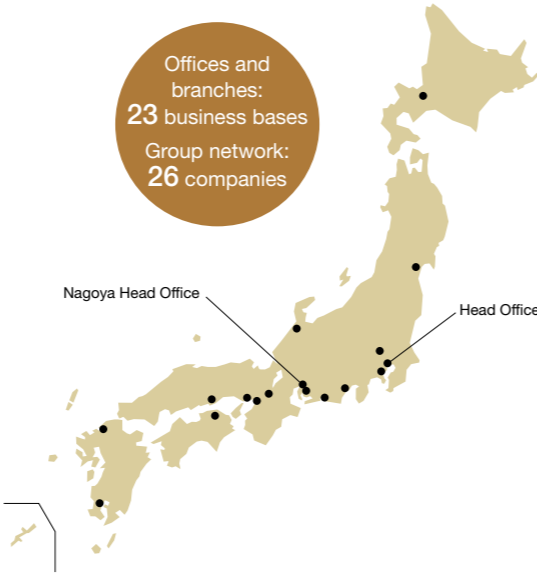 Offices and
branches:
23 business bases
Group network:
26 companies
Nagoya Head Office
Head Office